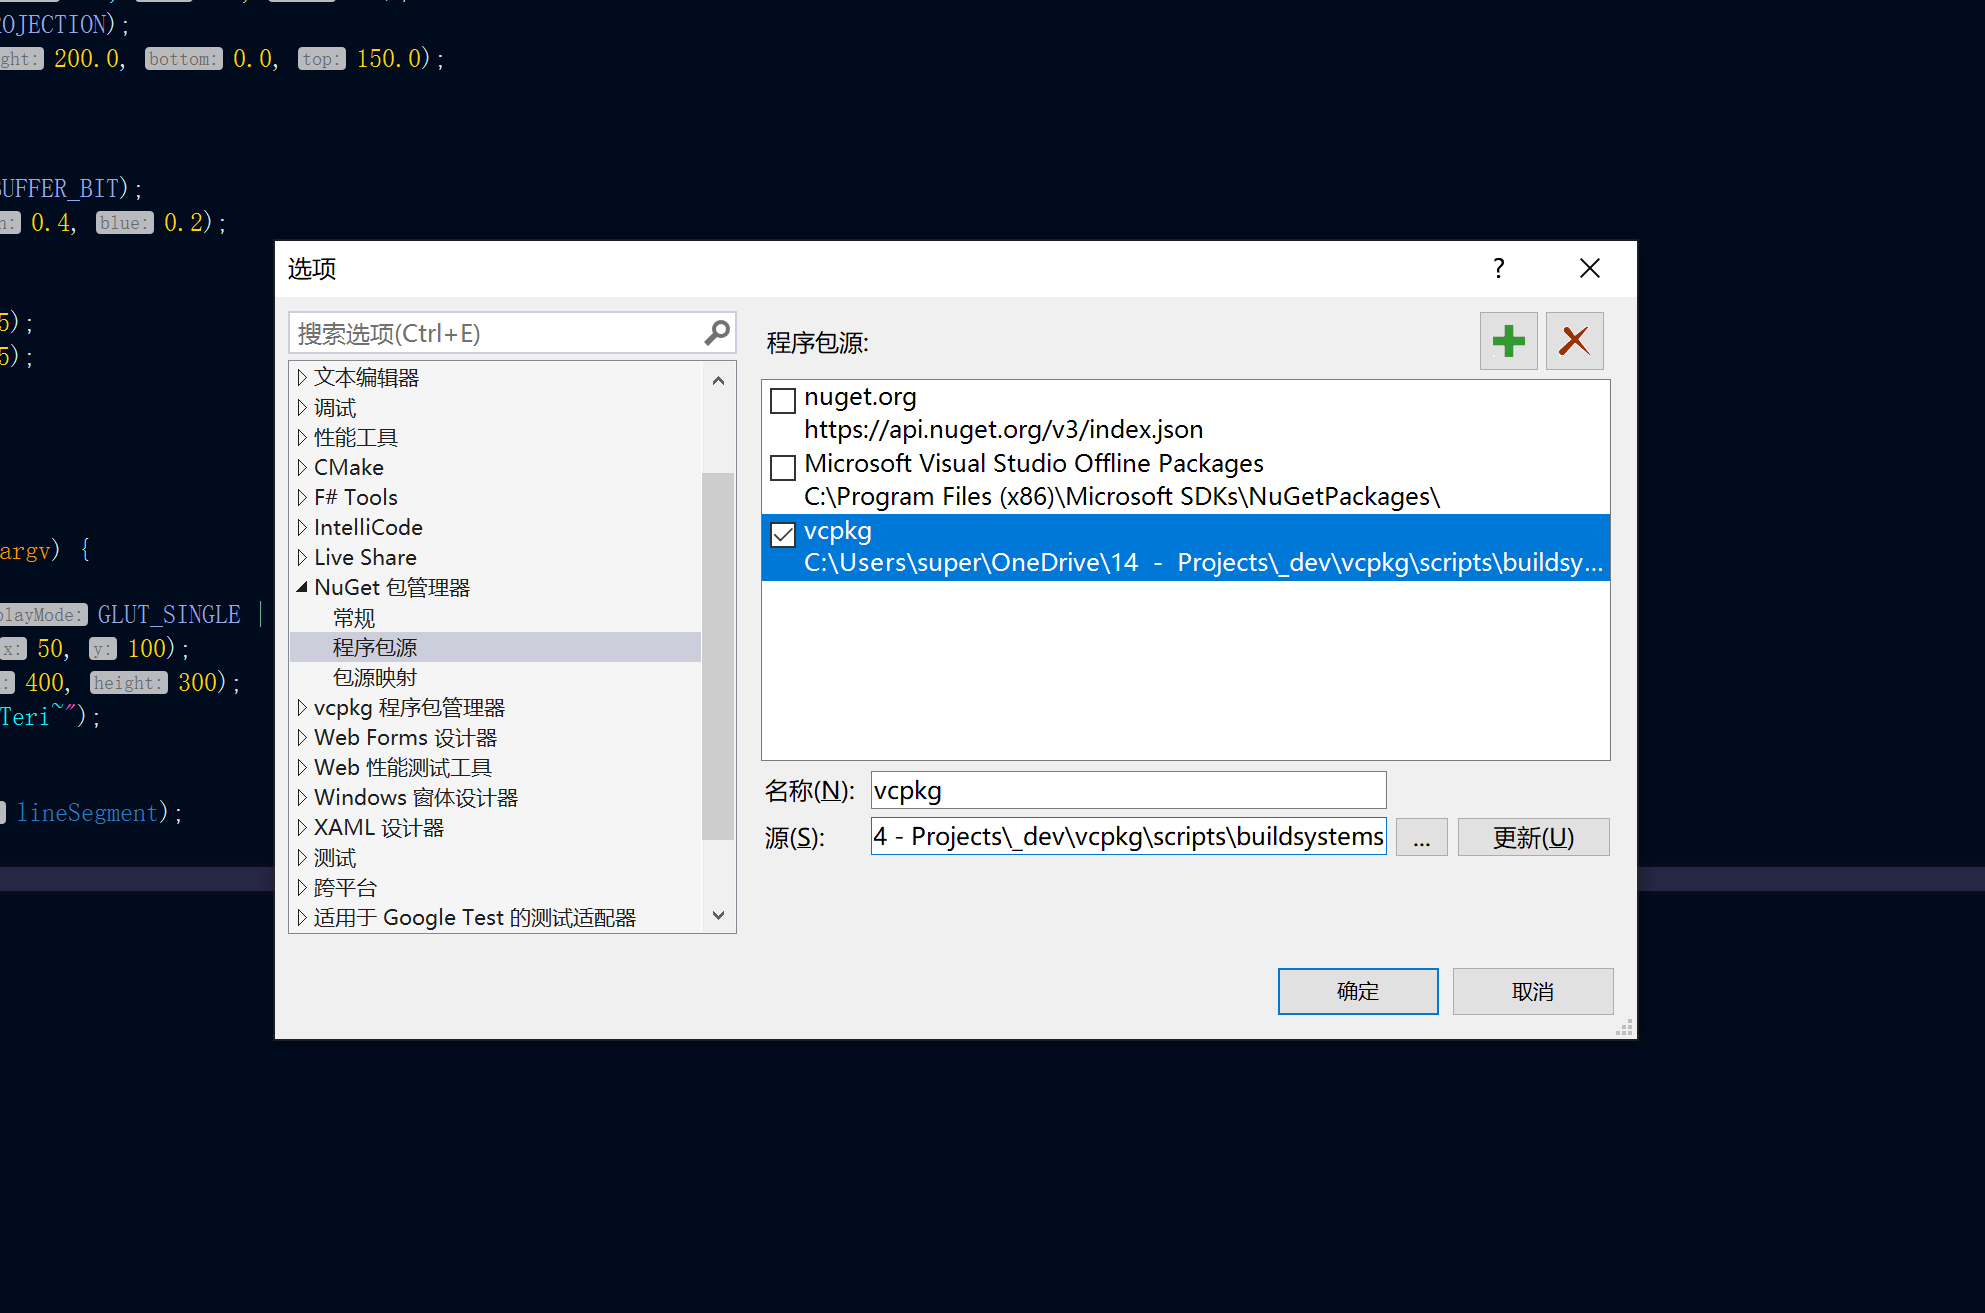 ROJECTION);
ght: 200.0, bottom: 0.0, top: 150.0);
BUFFER_BIT);
n: 0.4, blue: 0.2);
5);
5);
argv) {
playMode: GLUT_SINGLE |
x: 50, y: 100);
: 400, height: 300);
Teri~");
lineSegment);
选项
?
搜索选项(Ctrl+E)
文本编辑器
调试
性能工具
CMake
F# Tools
IntelliCode
Live Share
NuGet 包管理器
常规
程序包源
包源映射
vcpkg 程序包管理器
Web Forms 设计器
Web 性能测试工具
Windows 窗体设计器
XAML 设计器
测试
跨平台
适用于 Google Test 的测试适配器
程序包源:
nuget.org
https://api.nuget.org/v3/index.json
Microsoft Visual Studio Offline Packages
C:\Program Files (x86)\Microsoft SDKs\NuGetPackages\
vcpkg
C:\Users\super\OneDrive\14 - Projects\_dev\vcpkg\scripts\buildsy...
名称(N): vcpkg
源(S): 4 - Projects\_dev\vcpkg\scripts\buildsystems ... 更新(U)
确定 取消